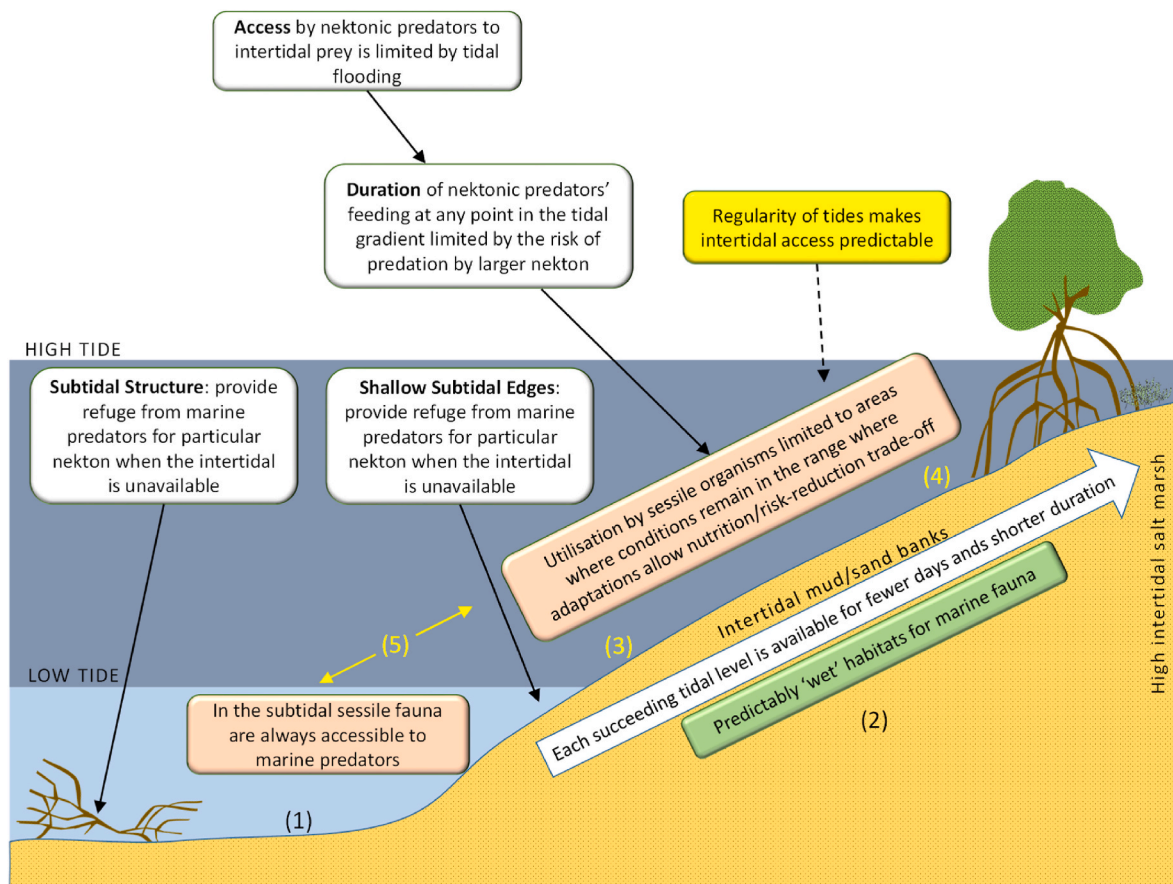 Access by nektonic predators to
intertidal prey is limited by tidal
flooding
Duration of nektonic predators’
feeding at any point in the tidal
gradient limited by the risk of
predation by larger nekton
Regularity of tides makes
intertidal access predictable
HIGH TIDE
Subtidal Structure: provide
refuge from marine
predators for particular
nekton when the intertidal
is unavailable
Shallow Subtidal Edges:
provide refuge from marine
predators for particular
nekton when the intertidal
is unavailable
Utilisation by sessile organisms limited to areas
where conditions remain in the range where
adaptations allow nutrition/risk-reduction trade-off
(4)
(3)
(5)
LOW TIDE
In the subtidal sessile fauna
are always accessible to
marine predators
(1)
Intertidal mud/sand banks
Each succeeding tidal level is available for fewer days ands shorter duration
Predictably ‘wet’ habitats for marine fauna
(2)
High intertidal salt marsh